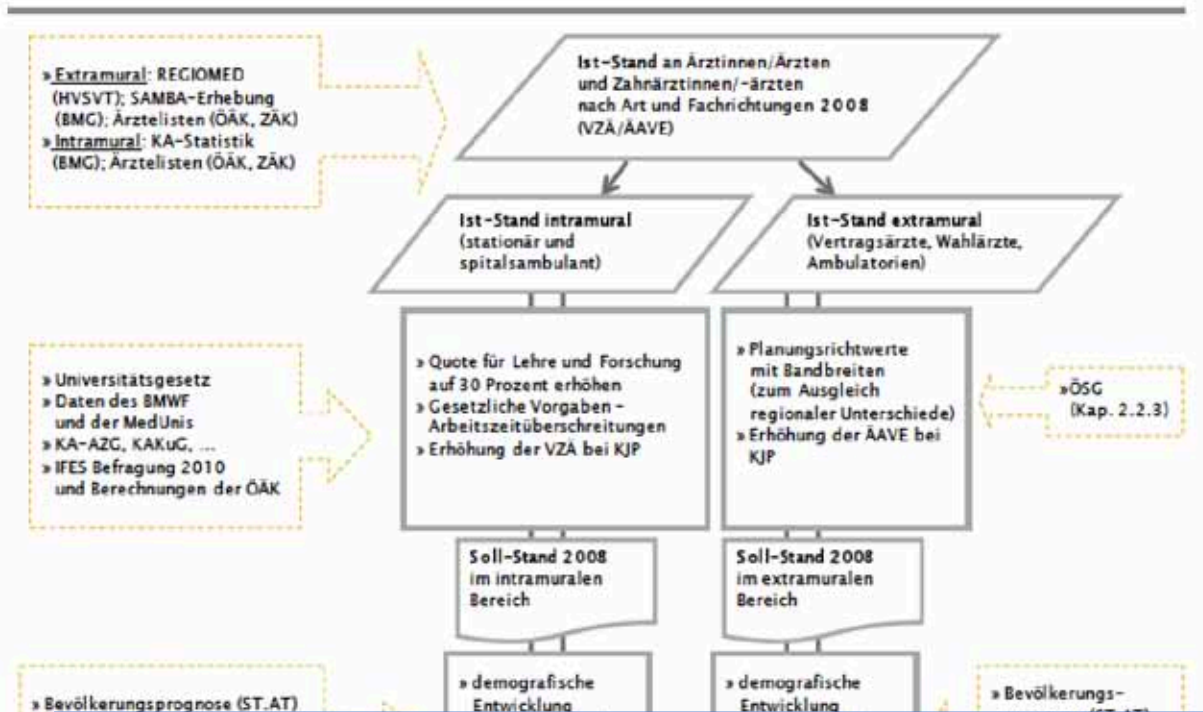 » Extramural: REGIOMED
(HVSVT); SAMBA-Erhebung
(BMG); Ärztelisten (ÖÄK, ZÄK)
» Intramural: KA-Statistik
(BMG); Ärztelisten (ÖÄK, ZÄK)
Ist-Stand an Ärztinnen/Ärzten
und Zahnärztinnen/-ärzten
nach Art und Fachrichtungen 2008
(VZÄ/ÄAVE)
Ist-Stand intramural
(stationär und
spitalsambulant)
Ist-Stand extramural
(Vertragsärzte, Wahlärzte,
Ambulatorien)
» Universitätsgesetz
» Daten des BMWF
und der MedUnis
» KA-AZG, KAKuG, ...
» IFES Befragung 2010
und Berechnungen der ÖÄK
» Quote für Lehre und Forschung
auf 30 Prozent erhöhen
» Gesetzliche Vorgaben –
Arbeitszeitüberschreitungen
» Erhöhung der VZÄ bei KJP
» Planungsrichtwerte
mit Bandbreiten
(zum Ausgleich
regionaler Unterschiede)
» Erhöhung der ÄAVE bei
KJP
»ÖSG
(Kap. 2.2.3)
Soll-Stand 2008
im intramuralen
Bereich
Soll-Stand 2008
im extramuralen
Bereich
» Bevölkerungsprognose (ST.AT)
» demografische
Entwicklung
» demografische
Entwicklung
» Bevölkerungs-
(ST.AT)